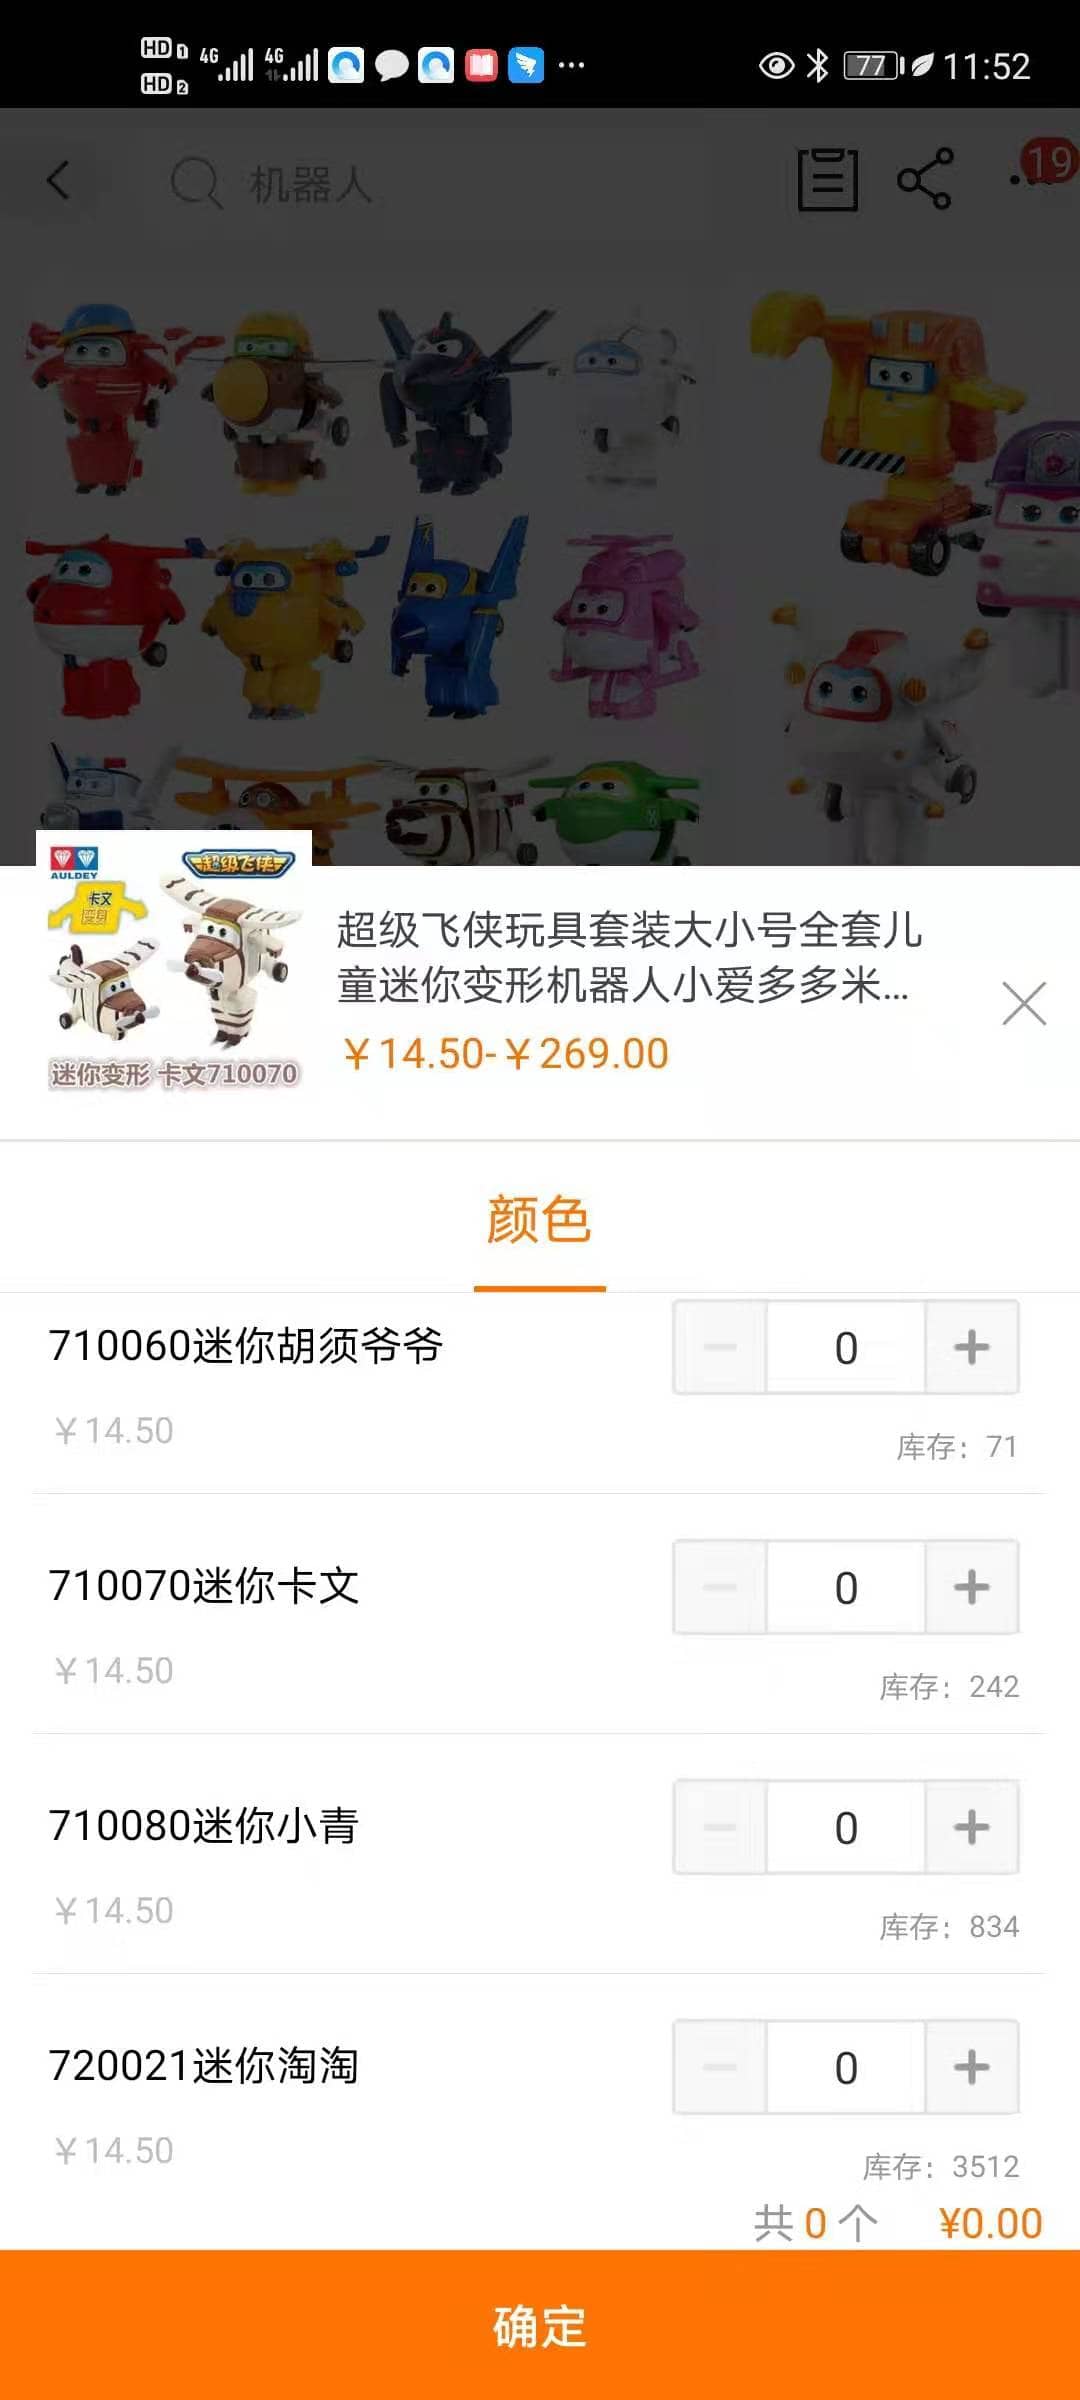 HD 1 4G 4G 77 11:52
HD 2
机器人 19
AULDEY 超级飞侠
卡文
变身
迷你变形 卡文710070
超级飞侠玩具套装大小号全套儿
童迷你变形机器人小爱多多米...
￥14.50-￥269.00
颜色
710060迷你胡须爷爷 0
￥14.50
库存：71
710070迷你卡文 0
￥14.50
库存：242
710080迷你小青 0
￥14.50
库存：834
720021迷你淘淘 0
￥14.50
库存：3512
共 0 个 ¥0.00
确定